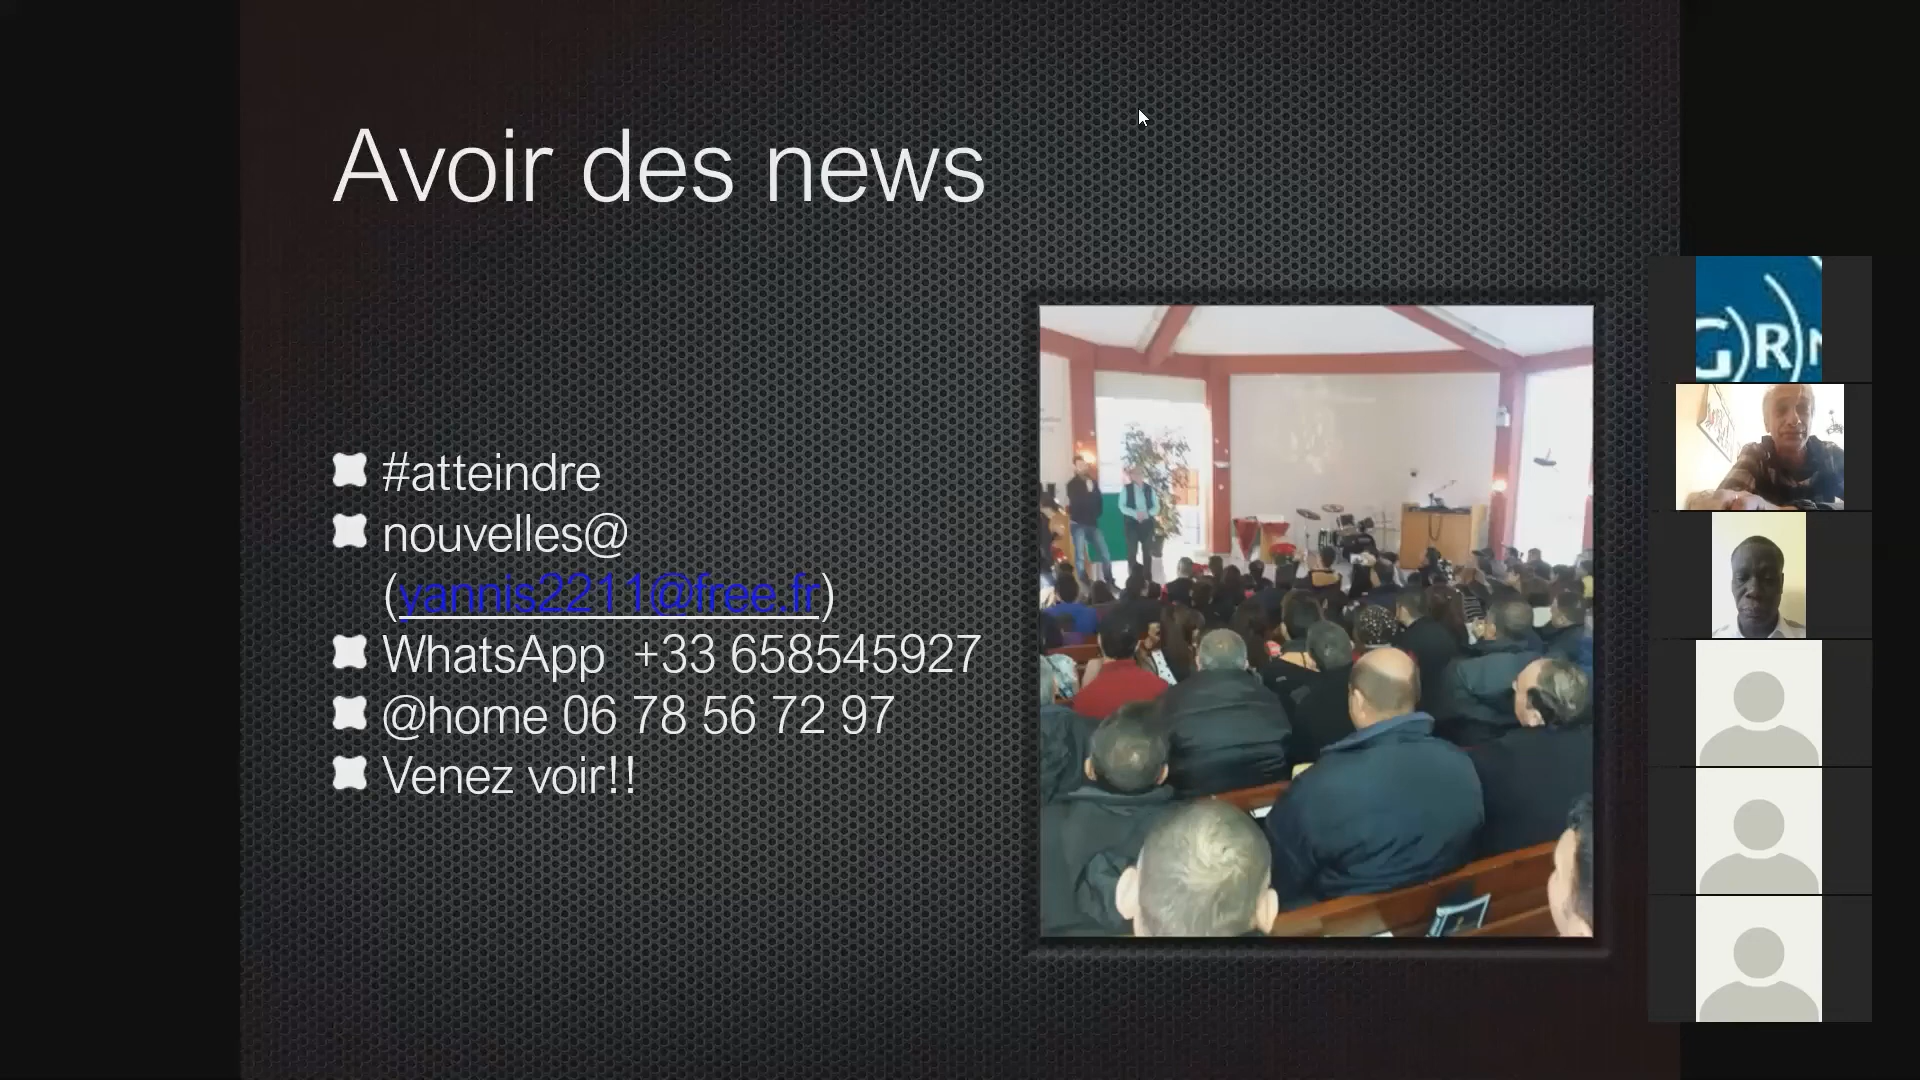 Avoir des news
#atteindre
nouvelles@
(yannis2211@free.fr)
WhatsApp +33 658545927
@home 06 78 56 72 97
Venez voir!!
G)R)